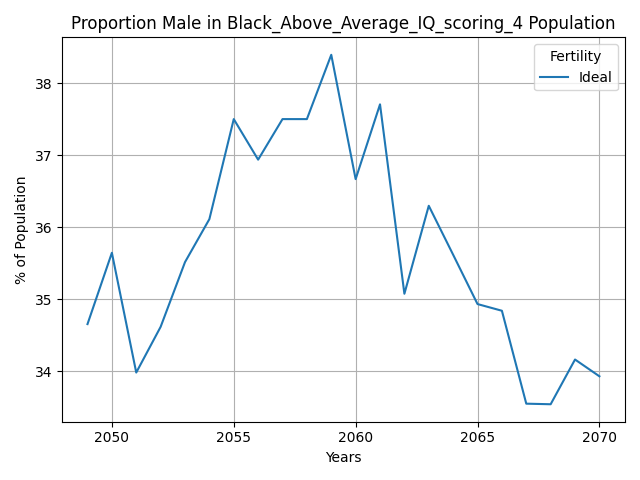 Proportion Male in Black_Above_Average_IQ_scoring_4 Population
Fertility
Ideal
38
37
36
35
34
% of Population
2050 2055 2060 2065 2070
Years